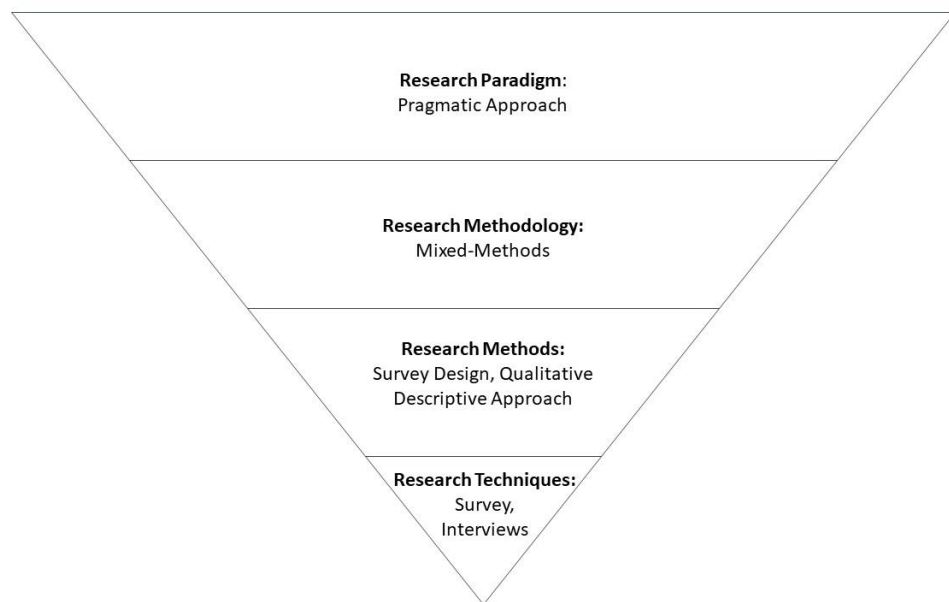 Research Paradigm:
Pragmatic Approach
Research Methodology:
Mixed-Methods
Research Methods:
Survey Design, Qualitative
Descriptive Approach
Research Techniques:
Survey,
Interviews